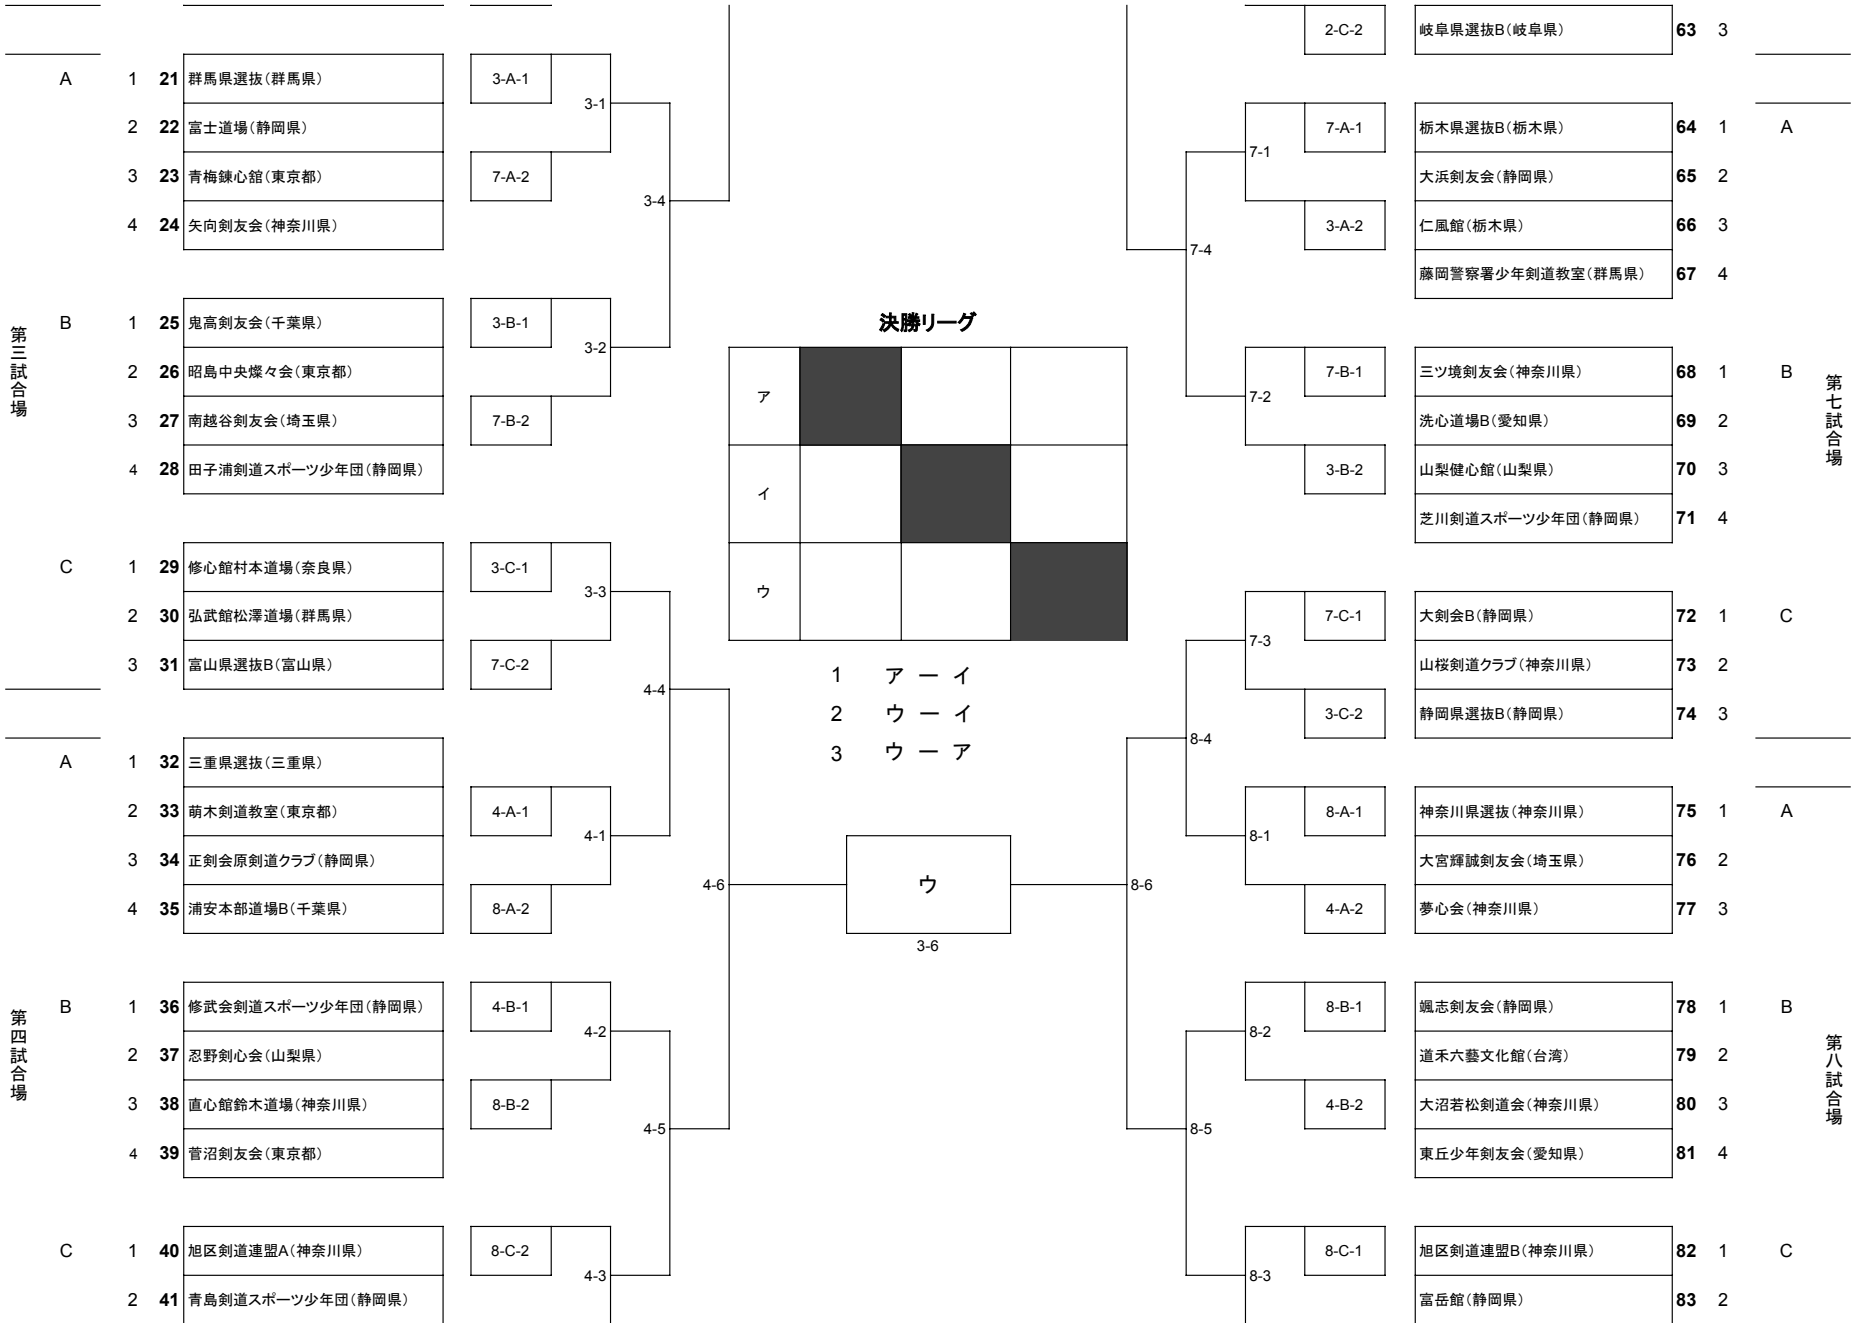 2-C-2 岐阜県選抜B(岐阜県) 63 3
A 1 21 群馬県選抜(群馬県) 3-A-1
3-1
2 22 富士道場(静岡県)
3 23 青梅錬心舘(東京都) 7-A-2
3-4
4 24 矢向剣友会(神奈川県)
7-A-1 栃木県選抜B(栃木県) 64 1 A
7-1
大浜剣友会(静岡県) 65 2
3-A-2 仁風館(栃木県) 66 3
7-4
藤岡警察署少年剣道教室(群馬県) 67 4
第三試合場
B 1 25 鬼高剣友会(千葉県) 3-B-1
3-2
2 26 昭島中央燦々会(東京都)
3 27 南越谷剣友会(埼玉県) 7-B-2
4 28 田子浦剣道スポーツ少年団(静岡県)
決勝リーグ
ア
イ
ウ
7-B-1 三ツ境剣友会(神奈川県) 68 1 B
第七試合場
7-2
洗心道場B(愛知県) 69 2
3-B-2 山梨健心館(山梨県) 70 3
芝川剣道スポーツ少年団(静岡県) 71 4
C 1 29 修心館村本道場(奈良県) 3-C-1
3-3
2 30 弘武館松澤道場(群馬県)
3 31 富山県選抜B(富山県) 7-C-2
4-4
1 ア ー イ
2 ウ ー イ
3 ウ ー ア
7-C-1 大剣会B(静岡県) 72 1 C
7-3
山桜剣道クラブ(神奈川県) 73 2
3-C-2 静岡県選抜B(静岡県) 74 3
8-4
A 1 32 三重県選抜(三重県)
2 33 萌木剣道教室(東京都) 4-A-1
4-1
3 34 正剣会原剣道クラブ(静岡県)
4-6
4 35 浦安本部道場B(千葉県) 8-A-2
ウ
3-6
8-A-1 神奈川県選抜(神奈川県) 75 1 A
8-1
大宮輝誠剣友会(埼玉県) 76 2
8-6
4-A-2 夢心会(神奈川県) 77 3
第四試合場
B 1 36 修武会剣道スポーツ少年団(静岡県) 4-B-1
4-2
2 37 忍野剣心会(山梨県)
3 38 直心館鈴木道場(神奈川県) 8-B-2
4-5
4 39 菅沼剣友会(東京都)
8-B-1 颯志剣友会(静岡県) 78 1 B
第八試合場
8-2
道禾六藝文化館(台湾) 79 2
4-B-2 大沼若松剣道会(神奈川県) 80 3
8-5
東丘少年剣友会(愛知県) 81 4
C 1 40 旭区剣道連盟A(神奈川県) 8-C-2
4-3
2 41 青島剣道スポーツ少年団(静岡県)
8-C-1 旭区剣道連盟B(神奈川県) 82 1 C
8-3
富岳館(静岡県) 83 2